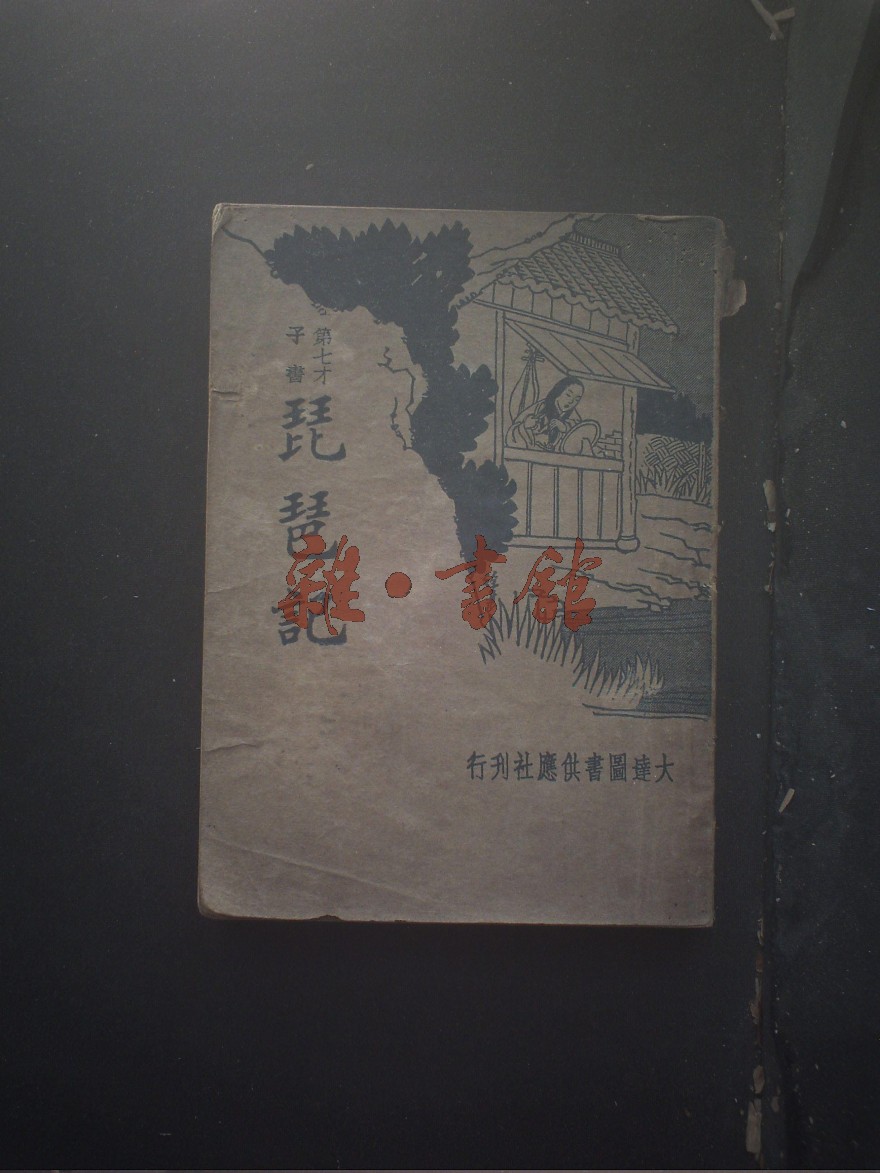 第七才
子書
琵琶記
雜·書館
大達圖書供應社刊行